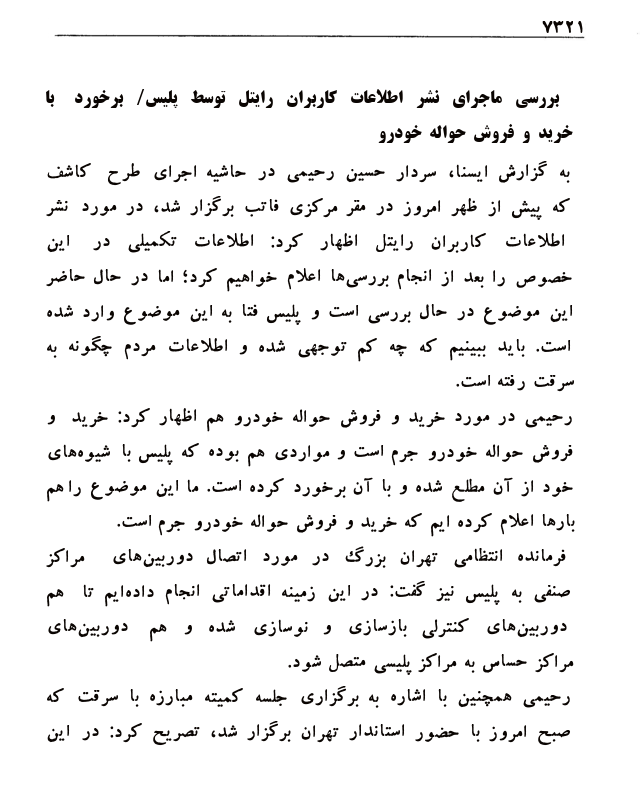 ۷۳۲۱
بررسی ماجرای نشر اطلاعات کاربران رایتل توسط پلیس/ برخورد با
خرید و فروش حواله خودرو
به گزارش ایسنا، سردار حسین رحیمی در حاشیه اجرای طرح کاشف
که پیش از ظهر امروز در مقر مرکزی فاتب برگزار شد، در مورد نشر
اطلاعات کاربران رایتل اظهار کرد: اطلاعات تکمیلی در این
خصوص را بعد از انجام بررسی‌ها اعلام خواهیم کرد؛ اما در حال حاضر
این موضوع در حال بررسی است و پلیس فتا به این موضوع وارد شده
است. باید ببینیم که چه کم توجهی شده و اطلاعات مردم چگونه به
سرقت رفته است.
رحیمی در مورد خرید و فروش حواله خودرو هم اظهار کرد: خرید و
فروش حواله خودرو جرم است و مواردی هم بوده که پلیس با شیوه‌های
خود از آن مطلع شده و با آن برخورد کرده است. ما این موضوع راهم
بارها اعلام کرده ایم که خرید و فروش حواله خودرو جرم است.
فرمانده انتظامی تهران بزرگ در مورد اتصال دوربین‌های مراکز
صنفی به پلیس نیز گفت: در این زمینه اقداماتی انجام داده‌ایم تا هم
دوربین‌های کنترلی بازسازی و نوسازی شده و هم دوربین‌های
مراکز حساس به مراکز پلیسی متصل شود.
رحیمی همچنین با اشاره به برگزاری جلسه کمیته مبارزه با سرقت که
صبح امروز با حضور استاندار تهران برگزار شد، تصریح کرد: در این